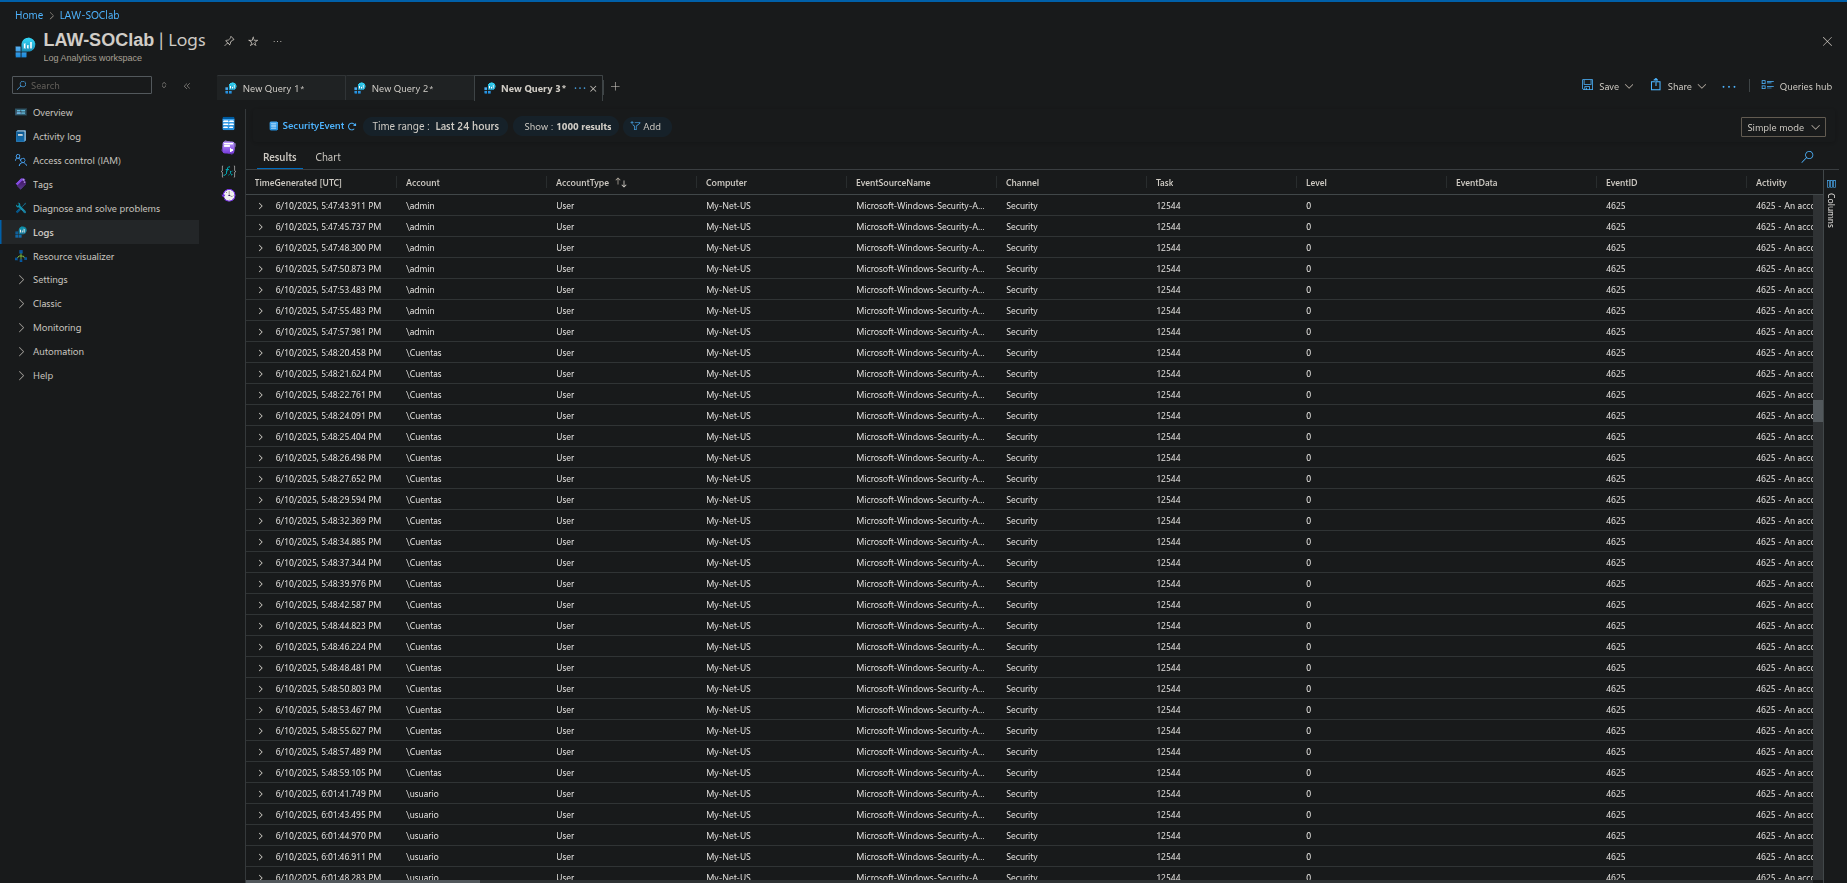 Home > LAW-SOClab
LAW-SOClab | Logs
Log Analytics workspace
Search
Overview
Activity log
Access control (IAM)
Tags
Diagnose and solve problems
Logs
Resource visualizer
Settings
Classic
Monitoring
Automation
Help
New Query 1* New Query 2* New Query 3* ··· × +
Save Share ··· Queries hub
SecurityEvent Time range : Last 24 hours Show : 1000 results Add
Simple mode
Results Chart
TimeGenerated [UTC] Account AccountType Computer EventSourceName Channel Task Level EventData EventID Activity
Columns
6/10/2025, 5:47:43.911 PM \admin User My-Net-US Microsoft-Windows-Security-A... Security 12544 0 4625 4625 - An acc
6/10/2025, 5:47:45.737 PM \admin User My-Net-US Microsoft-Windows-Security-A... Security 12544 0 4625 4625 - An acc
6/10/2025, 5:47:48.300 PM \admin User My-Net-US Microsoft-Windows-Security-A... Security 12544 0 4625 4625 - An acc
6/10/2025, 5:47:50.873 PM \admin User My-Net-US Microsoft-Windows-Security-A... Security 12544 0 4625 4625 - An acc
6/10/2025, 5:47:53.483 PM \admin User My-Net-US Microsoft-Windows-Security-A... Security 12544 0 4625 4625 - An acc
6/10/2025, 5:47:55.483 PM \admin User My-Net-US Microsoft-Windows-Security-A... Security 12544 0 4625 4625 - An acc
6/10/2025, 5:47:57.981 PM \admin User My-Net-US Microsoft-Windows-Security-A... Security 12544 0 4625 4625 - An acc
6/10/2025, 5:48:20.458 PM \Cuentas User My-Net-US Microsoft-Windows-Security-A... Security 12544 0 4625 4625 - An acc
6/10/2025, 5:48:21.624 PM \Cuentas User My-Net-US Microsoft-Windows-Security-A... Security 12544 0 4625 4625 - An acc
6/10/2025, 5:48:22.761 PM \Cuentas User My-Net-US Microsoft-Windows-Security-A... Security 12544 0 4625 4625 - An acc
6/10/2025, 5:48:24.091 PM \Cuentas User My-Net-US Microsoft-Windows-Security-A... Security 12544 0 4625 4625 - An acc
6/10/2025, 5:48:25.404 PM \Cuentas User My-Net-US Microsoft-Windows-Security-A... Security 12544 0 4625 4625 - An acc
6/10/2025, 5:48:26.498 PM \Cuentas User My-Net-US Microsoft-Windows-Security-A... Security 12544 0 4625 4625 - An acc
6/10/2025, 5:48:27.652 PM \Cuentas User My-Net-US Microsoft-Windows-Security-A... Security 12544 0 4625 4625 - An acc
6/10/2025, 5:48:29.594 PM \Cuentas User My-Net-US Microsoft-Windows-Security-A... Security 12544 0 4625 4625 - An acc
6/10/2025, 5:48:32.369 PM \Cuentas User My-Net-US Microsoft-Windows-Security-A... Security 12544 0 4625 4625 - An acc
6/10/2025, 5:48:34.885 PM \Cuentas User My-Net-US Microsoft-Windows-Security-A... Security 12544 0 4625 4625 - An acc
6/10/2025, 5:48:37.344 PM \Cuentas User My-Net-US Microsoft-Windows-Security-A... Security 12544 0 4625 4625 - An acc
6/10/2025, 5:48:39.976 PM \Cuentas User My-Net-US Microsoft-Windows-Security-A... Security 12544 0 4625 4625 - An acc
6/10/2025, 5:48:42.587 PM \Cuentas User My-Net-US Microsoft-Windows-Security-A... Security 12544 0 4625 4625 - An acc
6/10/2025, 5:48:44.823 PM \Cuentas User My-Net-US Microsoft-Windows-Security-A... Security 12544 0 4625 4625 - An acc
6/10/2025, 5:48:46.224 PM \Cuentas User My-Net-US Microsoft-Windows-Security-A... Security 12544 0 4625 4625 - An acc
6/10/2025, 5:48:48.481 PM \Cuentas User My-Net-US Microsoft-Windows-Security-A... Security 12544 0 4625 4625 - An acc
6/10/2025, 5:48:50.803 PM \Cuentas User My-Net-US Microsoft-Windows-Security-A... Security 12544 0 4625 4625 - An acc
6/10/2025, 5:48:53.467 PM \Cuentas User My-Net-US Microsoft-Windows-Security-A... Security 12544 0 4625 4625 - An acc
6/10/2025, 5:48:55.627 PM \Cuentas User My-Net-US Microsoft-Windows-Security-A... Security 12544 0 4625 4625 - An acc
6/10/2025, 5:48:57.489 PM \Cuentas User My-Net-US Microsoft-Windows-Security-A... Security 12544 0 4625 4625 - An acc
6/10/2025, 5:48:59.105 PM \Cuentas User My-Net-US Microsoft-Windows-Security-A... Security 12544 0 4625 4625 - An acc
6/10/2025, 6:01:41.749 PM \usuario User My-Net-US Microsoft-Windows-Security-A... Security 12544 0 4625 4625 - An acc
6/10/2025, 6:01:43.495 PM \usuario User My-Net-US Microsoft-Windows-Security-A... Security 12544 0 4625 4625 - An acc
6/10/2025, 6:01:44.970 PM \usuario User My-Net-US Microsoft-Windows-Security-A... Security 12544 0 4625 4625 - An acc
6/10/2025, 6:01:46.911 PM \usuario User My-Net-US Microsoft-Windows-Security-A... Security 12544 0 4625 4625 - An acc
6/10/2025, 6:01:48.283 PM \usuario User My-Net-US Microsoft-Windows-Security-A... Security 12544 0 4625 4625 - An acc